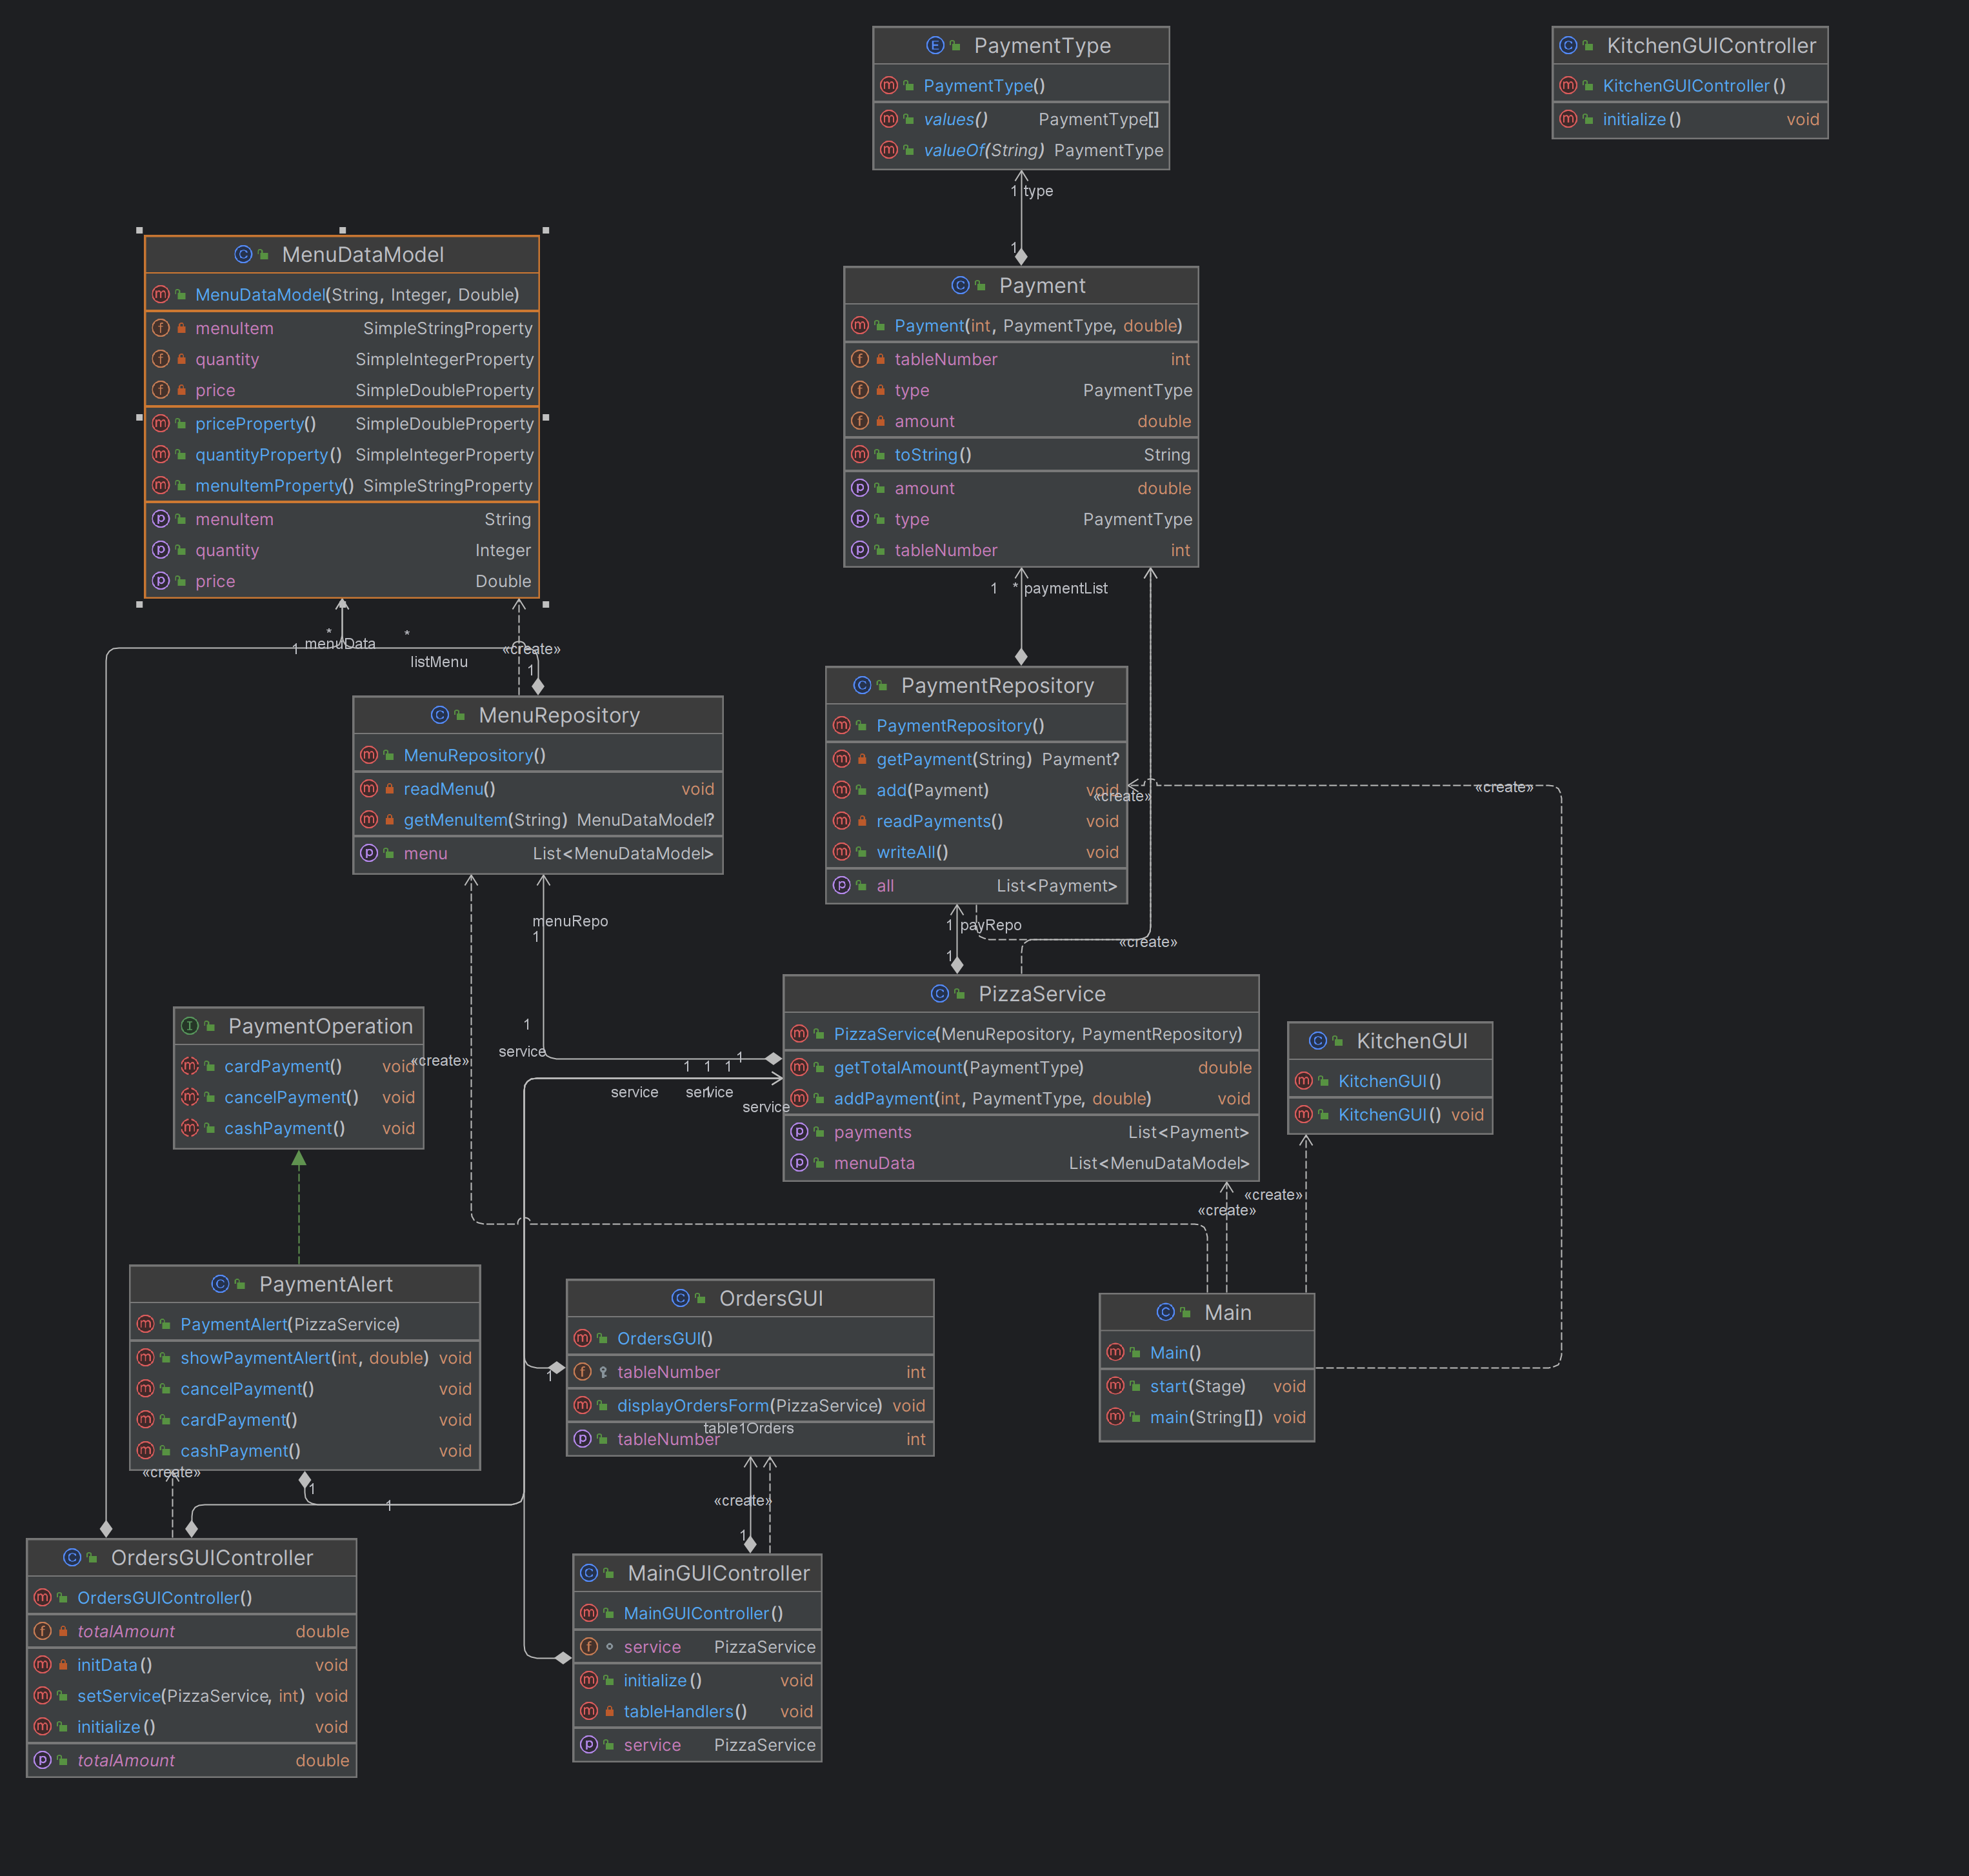 PaymentType
PaymentType()
values() PaymentType[]
valueOf(String) PaymentType
KitchenGUIController
KitchenGUIController()
initialize() void
1 type
1
MenuDataModel
MenuDataModel(String, Integer, Double)
menuItem SimpleStringProperty
quantity SimpleIntegerProperty
price SimpleDoubleProperty
priceProperty() SimpleDoubleProperty
quantityProperty() SimpleIntegerProperty
menuItemProperty() SimpleStringProperty
menuItem String
quantity Integer
price Double
Payment
Payment(int, PaymentType, double)
tableNumber int
type PaymentType
amount double
toString() String
amount double
type PaymentType
tableNumber int
1 * paymentList
* *
1 menuData
listMenu
«create»
1
MenuRepository
MenuRepository()
readMenu() void
getMenuItem(String) MenuDataModel?
menu List<MenuDataModel>
PaymentRepository
PaymentRepository()
getPayment(String) Payment?
add(Payment) void
readPayments() void
writeAll() void
all List<Payment>
«create»
«create»
menuRepo
1
1 payRepo
«create»
1
PizzaService
PizzaService(MenuRepository, PaymentRepository)
getTotalAmount(PaymentType) double
addPayment(int, PaymentType, double) void
payments List<Payment>
menuData List<MenuDataModel>
PaymentOperation
cardPayment() void
cancelPayment() void
cashPayment() void
«create»
1
service
1 1 1 1
service service
1
service
KitchenGUI
KitchenGUI()
KitchenGUI() void
«create»
«create»
PaymentAlert
PaymentAlert(PizzaService)
showPaymentAlert(int, double) void
cancelPayment() void
cardPayment() void
cashPayment() void
OrdersGUI
OrdersGUI()
tableNumber int
displayOrdersForm(PizzaService) void
tableNumber int
1
table1Orders
Main
Main()
start(Stage) void
main(String[]) void
«create»
1
1
«create»
1
OrdersGUIController
OrdersGUIController()
totalAmount double
initData() void
setService(PizzaService, int) void
initialize() void
totalAmount double
MainGUIController
MainGUIController()
service PizzaService
initialize() void
tableHandlers() void
service PizzaService